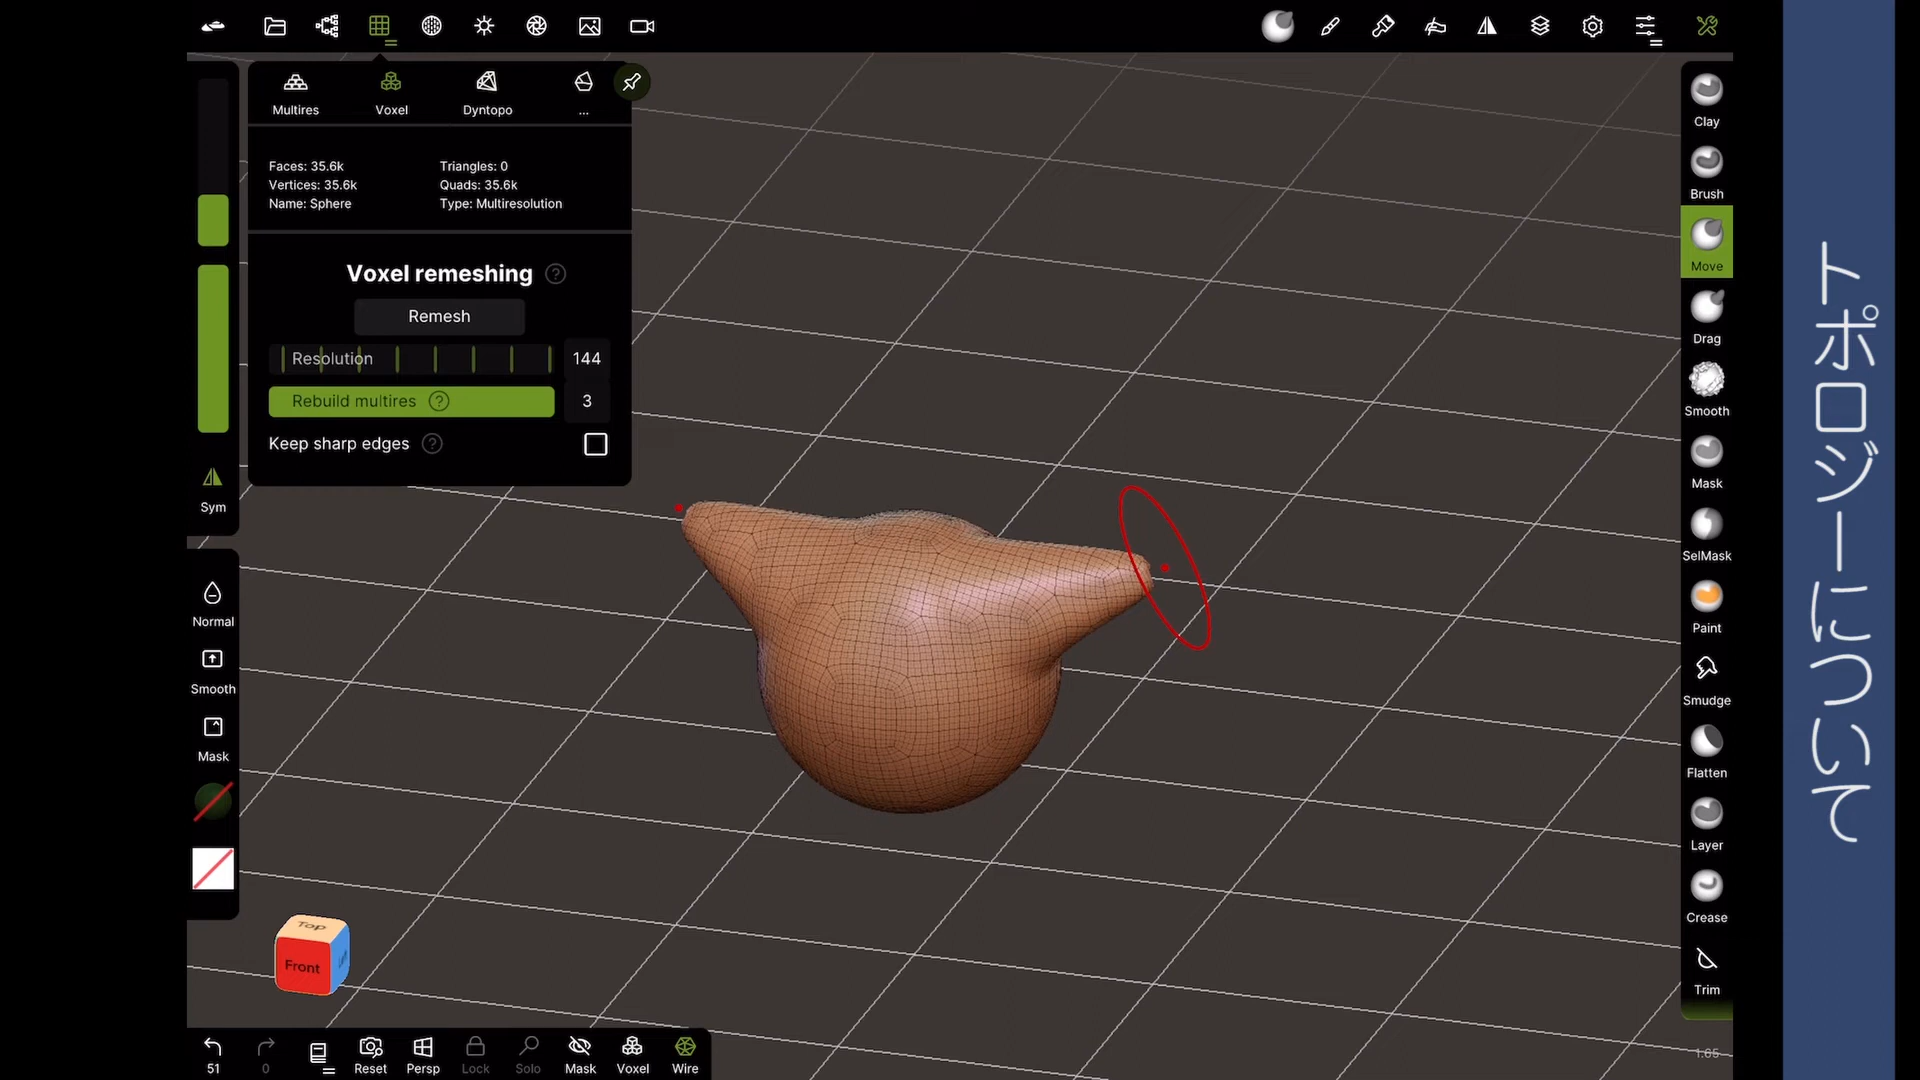 Multires
Voxel
Dyntopo
...
Faces: 35.6k
Triangles: 0
Vertices: 35.6k
Quads: 35.6k
Name: Sphere
Type: Multiresolution
Voxel remeshing ?
Remesh
Resolution 144
Rebuild multires ? 3
Keep sharp edges ?
Sym
Normal
Smooth
Mask
Top
Front
Left
51
0
Reset
Persp
Lock
Solo
Mask
Voxel
Wire
Clay
Brush
Move
Drag
Smooth
Mask
SelMask
Paint
Smudge
Flatten
Layer
Crease
Trim
1.65
トポロジーについて